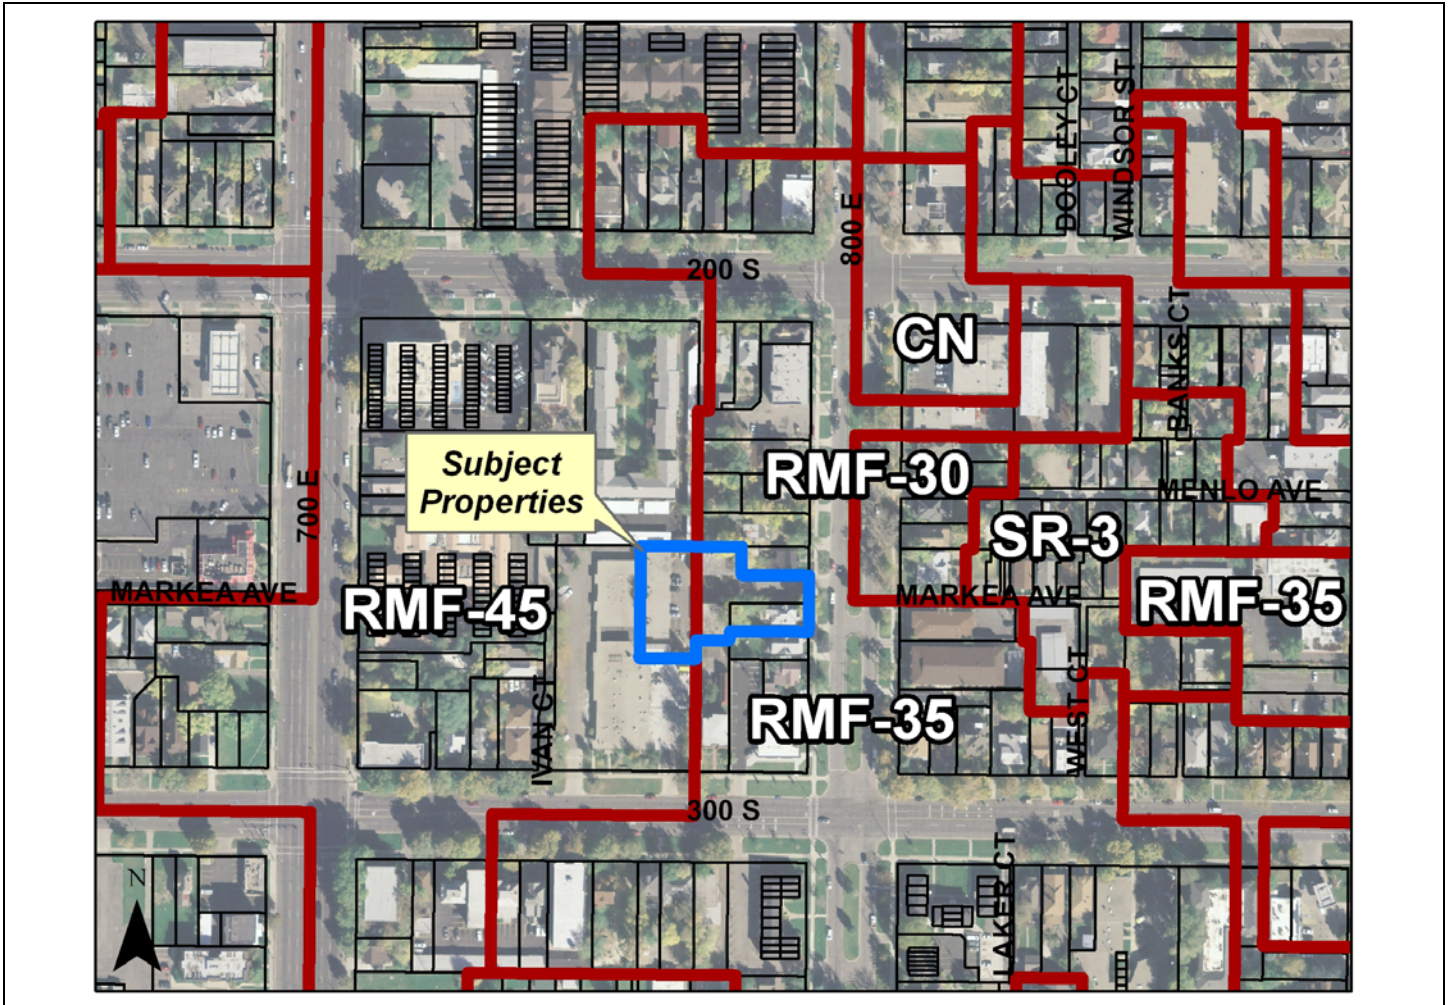 DOOLEY CT
WINDSOR ST
800 E
200 S
CN
BANKS CT
Subject
Properties
RMF-30
700 E
MENLO AVE
SR-3
MARKEA AVE
RMF-45
MARKEA AVE
RMF-35
IVAN CT
RMF-35
WEST CT
300 S
LAKER CT
N